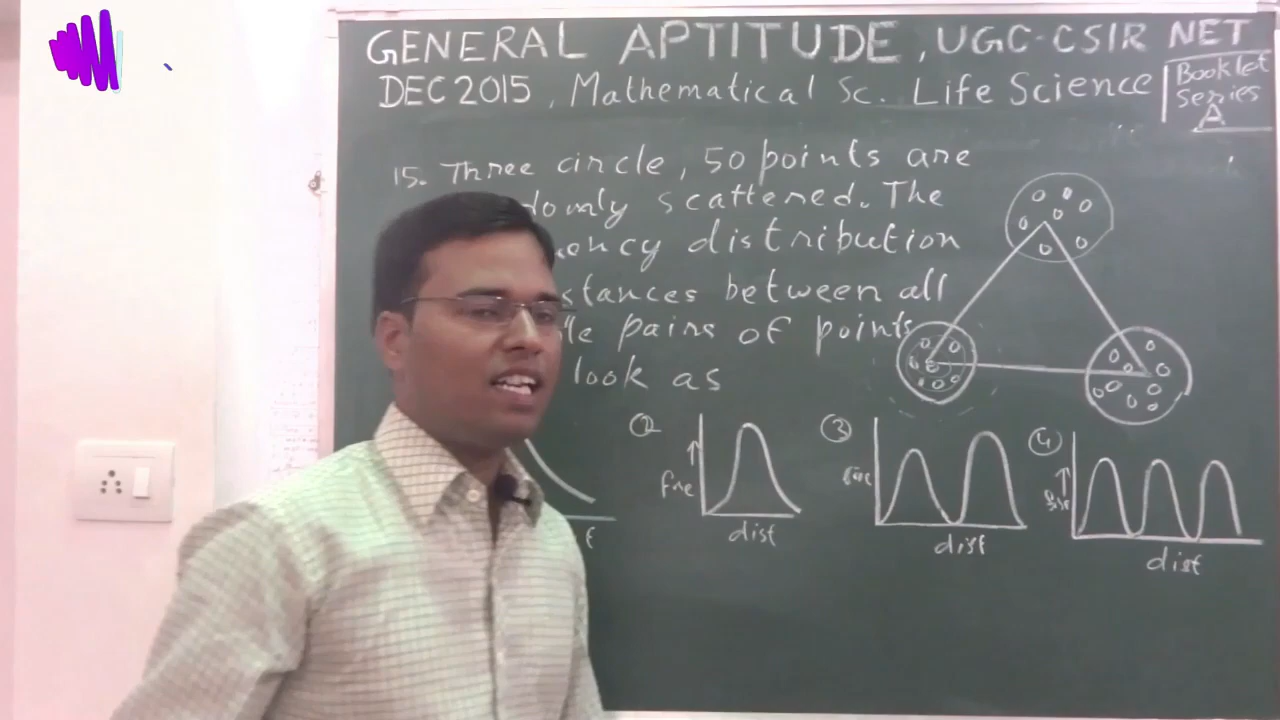 GENERAL APTITUDE, UGC-CSIR NET
DEC 2015, Mathematical Sc. Life Science
Booklet
Series
A
15. Three circle, 50 points are
scattered. The
distribution
between all
pairs of points
look as
2
fre
dist
3
fre
dist
4
dist